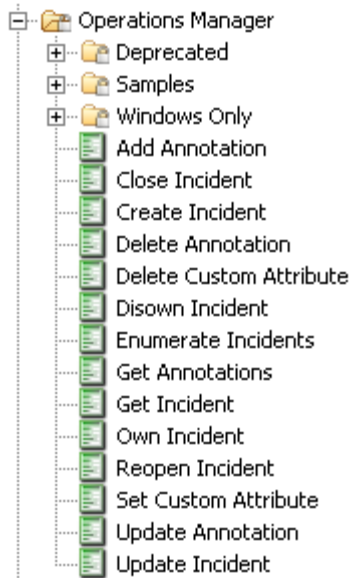 Operations Manager
Deprecated
Samples
Windows Only
Add Annotation
Close Incident
Create Incident
Delete Annotation
Delete Custom Attribute
Disown Incident
Enumerate Incidents
Get Annotations
Get Incident
Own Incident
Reopen Incident
Set Custom Attribute
Update Annotation
Update Incident